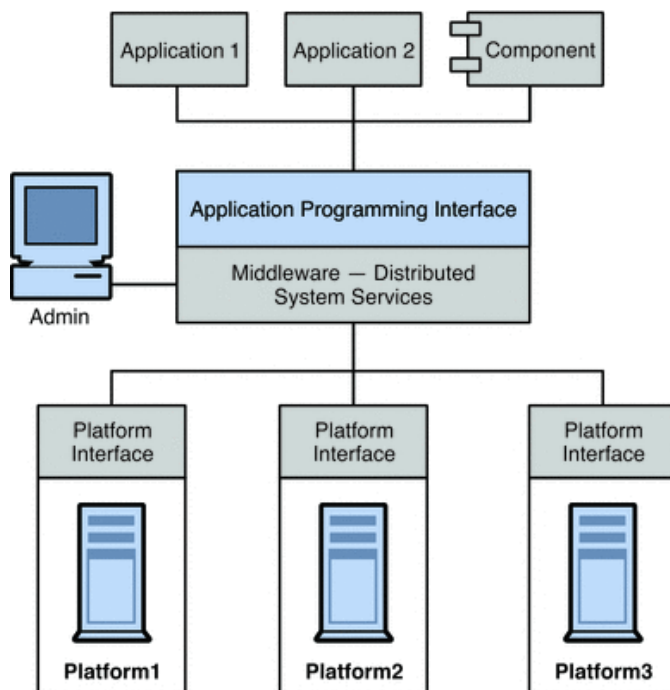 Application 1
Application 2
Component
Application Programming Interface
Middleware — Distributed
System Services
Admin
Platform
Interface
Platform
Interface
Platform
Interface
Platform1
Platform2
Platform3